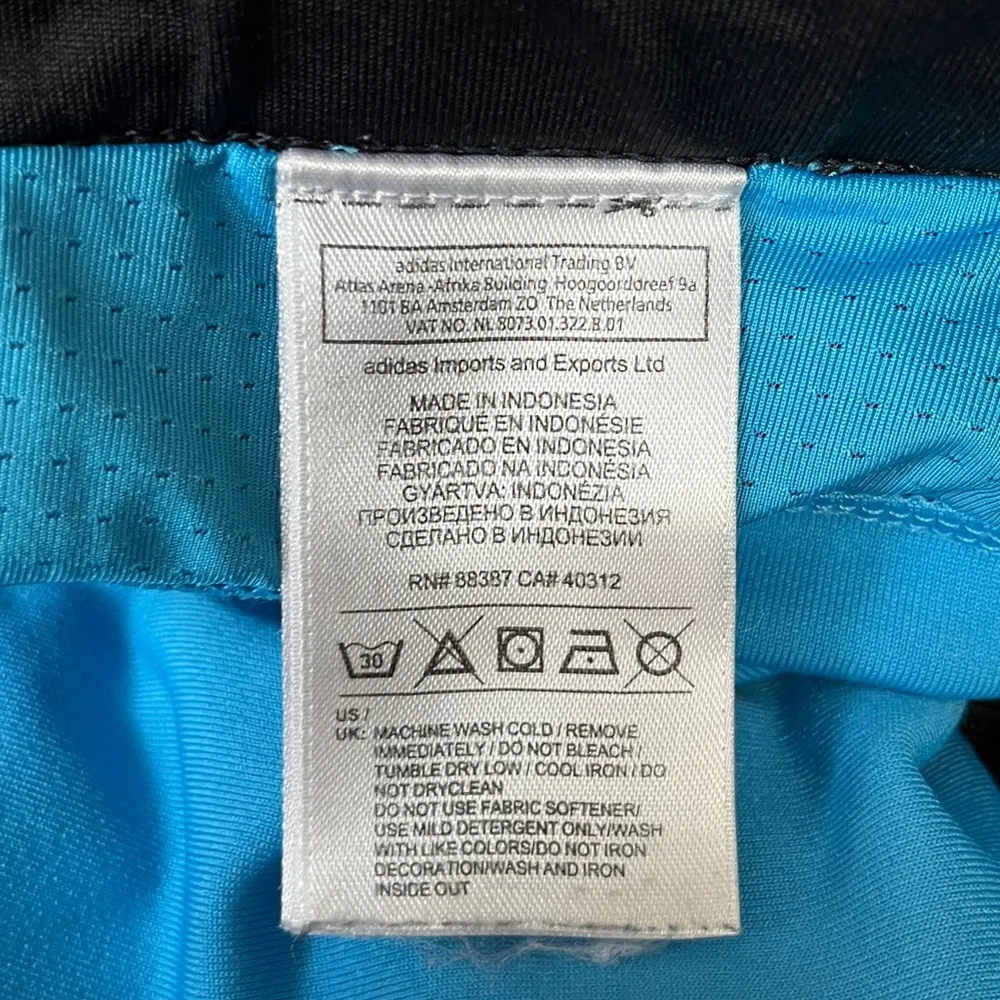 adidas International Trading BV
Atlas Arena-Afrika Building, Hoogoorddreef 9a
1101 BA Amsterdam ZO The Netherlands
VAT NO. NL 8073.01.322.B.01
adidas Imports and Exports Ltd
MADE IN INDONESIA
FABRIQUÉ EN INDONÉSIE
FABRICADO EN INDONESIA
FABRICADO NA INDONÉSIA
GYÁRTVA: INDONÉZIA
ПРОИЗВЕДЕНО В ИНДОНЕЗИЯ
СДЕЛАНО В ИНДОНЕЗИИ
RN# 88387 CA# 40312
30
US /
UK: MACHINE WASH COLD / REMOVE
IMMEDIATELY / DO NOT BLEACH /
TUMBLE DRY LOW / COOL IRON / DO
NOT DRYCLEAN
DO NOT USE FABRIC SOFTENER/
USE MILD DETERGENT ONLY/WASH
WITH LIKE COLORS/DO NOT IRON
DECORATION/WASH AND IRON
INSIDE OUT